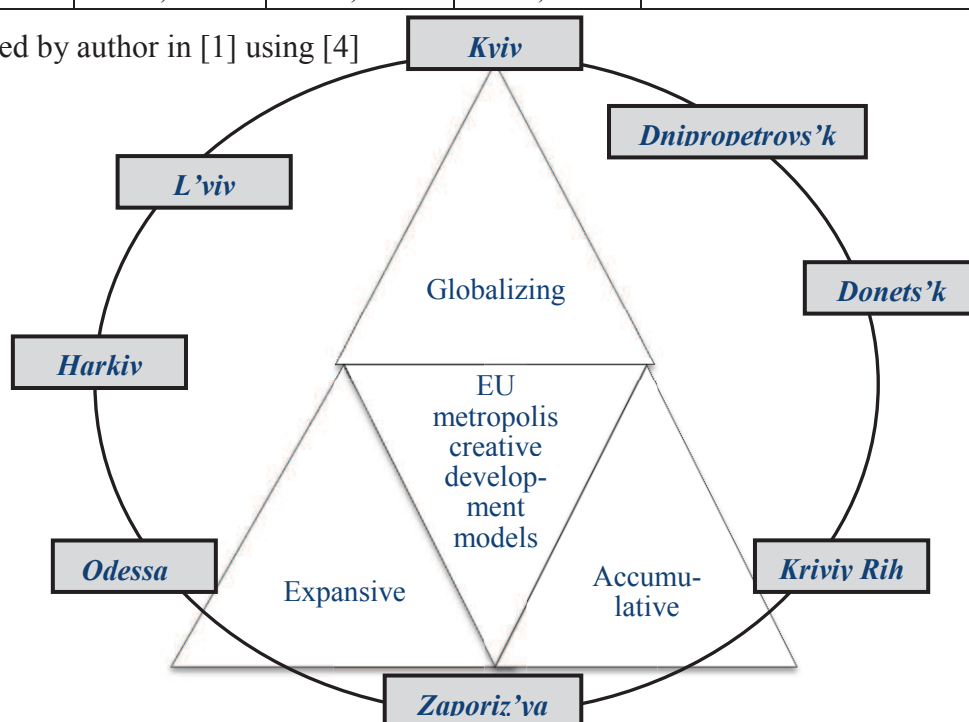 ed by author in [1] using [4]
Kyiv
Dnipropetrovs’k
L’viv
Globalizing
Donets’k
Harkiv
EU
metropolis
creative
develop-
ment
models
Odessa
Expansive
Accumu-
lative
Kriviy Rih
Zaporiz’ya